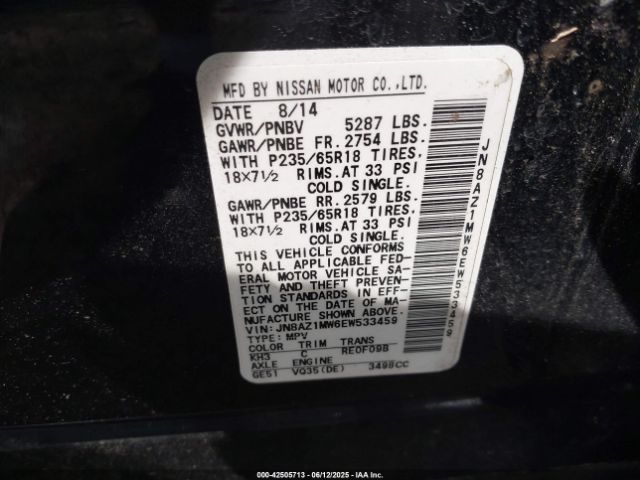 MFD BY NISSAN MOTOR CO.,LTD.
DATE 8/14
GVWR/PNBV 5287 LBS.
GAWR/PNBE FR. 2754 LBS.
WITH P235/65R18 TIRES,
18×7½ RIMS.AT 33 PSI
COLD SINGLE.
GAWR/PNBE RR. 2579 LBS.
WITH P235/65R18 TIRES,
18×7½ RIMS.AT 33 PSI
COLD SINGLE.
THIS VEHICLE CONFORMS
TO ALL APPLICABLE FED-
ERAL MOTOR VEHICLE SA-
FETY AND THEFT PREVEN-
TION STANDARDS IN EFF-
ECT ON THE DATE OF MA-
NUFACTURE SHOWN ABOVE.
VIN: JN8AZ1MW6EW533459
TYPE: MPV
COLOR TRIM TRANS
KH3 C RE0F09B
AXLE ENGINE
GE51 VQ35(DE) 3498CC
JN8AZ1MW6EW533459
000-42505713 - 06/12/2025 - IAAI, Inc.